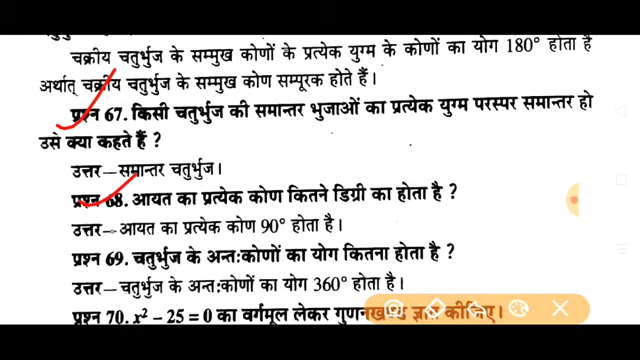 चक्रीय चतुर्भुज के सम्मुख कोणों के प्रत्येक युग्म के कोणों का योग 180° होता है
अर्थात् चक्रीय चतुर्भुज के सम्मुख कोण सम्पूरक होते हैं।
प्रश्न 67. किसी चतुर्भुज की समान्तर भुजाओं का प्रत्येक युग्म परस्पर समान्तर हो
उसे क्या कहते हैं ?
उत्तर – समान्तर चतुर्भुज।
प्रश्न 68. आयत का प्रत्येक कोण कितने डिग्री का होता है ?
उत्तर – आयत का प्रत्येक कोण 90° होता है।
प्रश्न 69. चतुर्भुज के अन्तःकोणों का योग कितना होता है ?
उत्तर – चतुर्भुज के अन्तःकोणों का योग 360° होता है।
प्रश्न 70. x² – 25 = 0 का वर्गमूल लेकर गुणनखण्ड ज्ञात कीजिए।